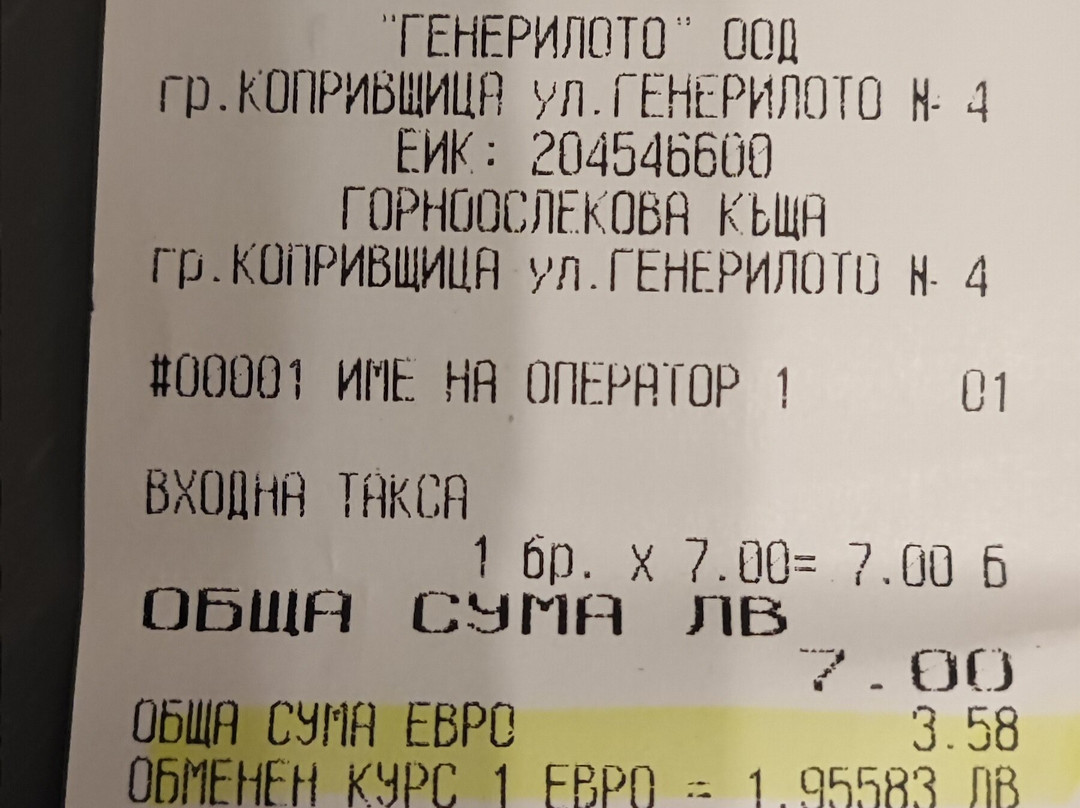 "ГЕНЕРИЛОТО" ООД
гр.КОПРИВЩИЦА ул.ГЕНЕРИЛОТО N- 4
ЕИК: 204546600
ГОРНООСЛЕКОВА КЪЩА
гр.КОПРИВЩИЦА ул.ГЕНЕРИЛОТО N- 4
#00001 ИМЕ НА ОПЕРАТОР 1 01
ВХОДНА ТАКСА
1 бр. X 7.00= 7.00 Б
ОБЩА СУМА ЛВ
7.00
ОБЩА СУМА ЕВРО 3.58
ОБМЕНЕН КУРС 1 ЕВРО = 1.95583 ЛВ